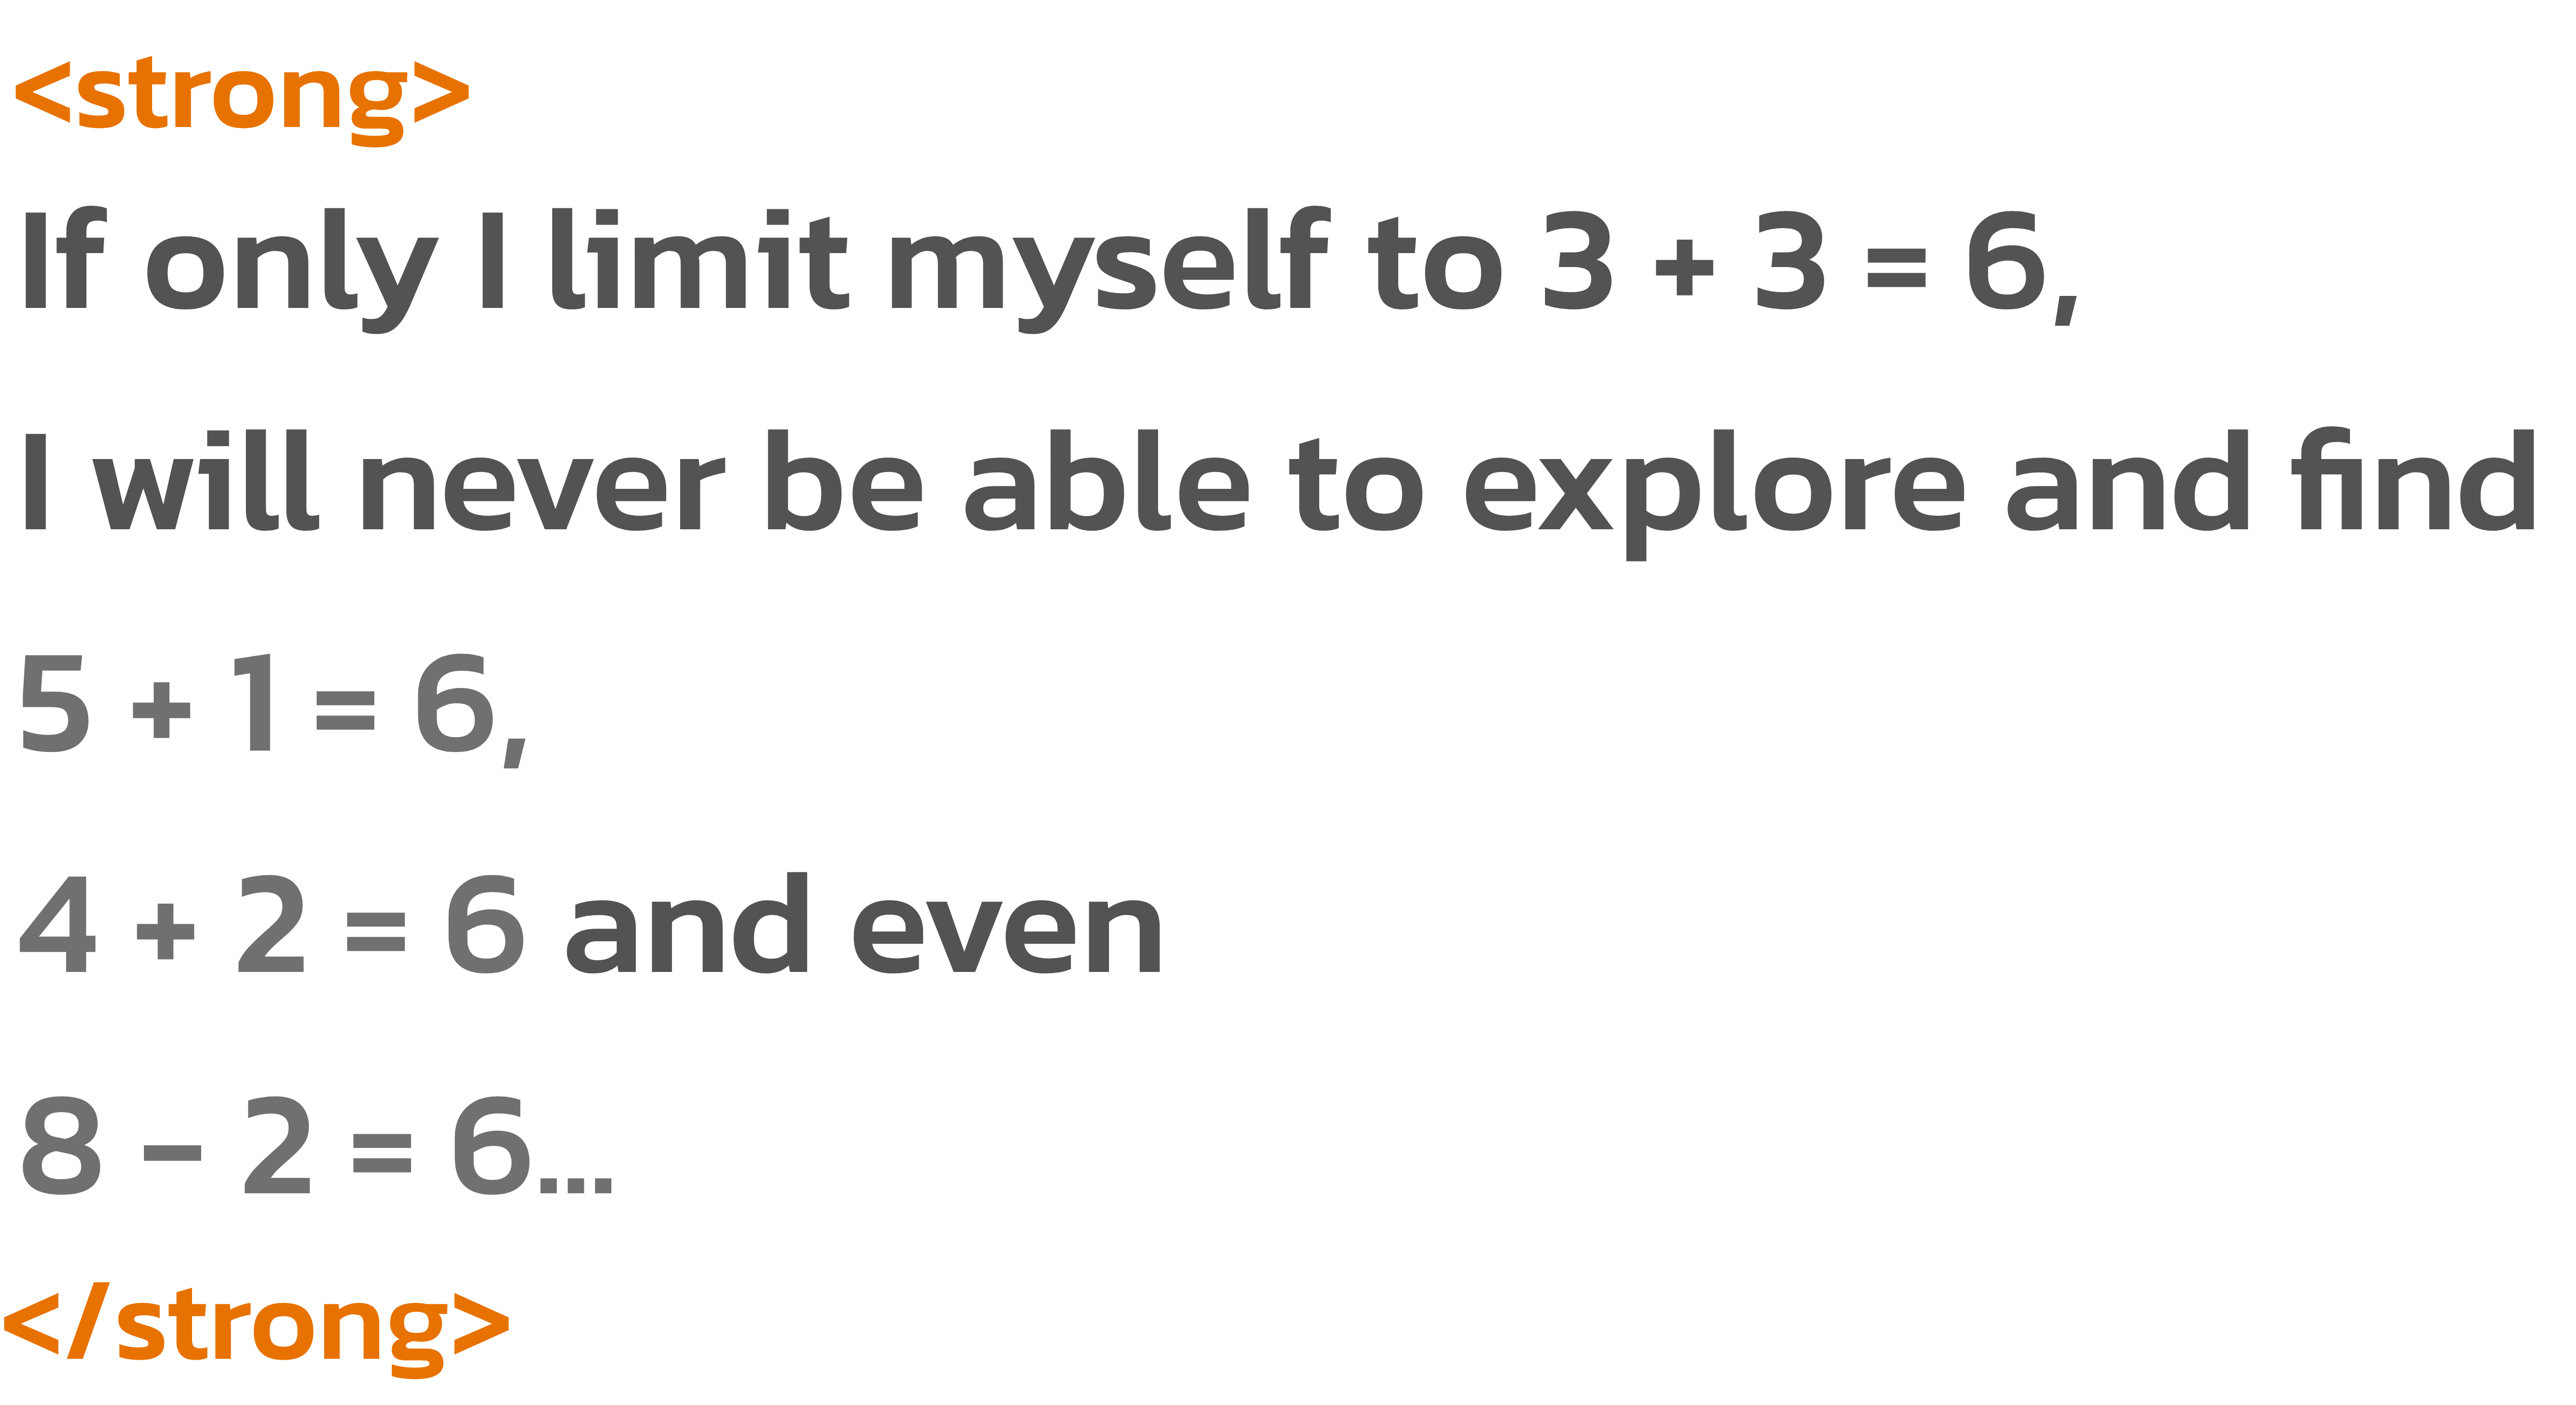 <strong>
If only I limit myself to 3 + 3 = 6,
I will never be able to explore and find
5 + 1 = 6,
4 + 2 = 6 and even
8 - 2 = 6...
</strong>